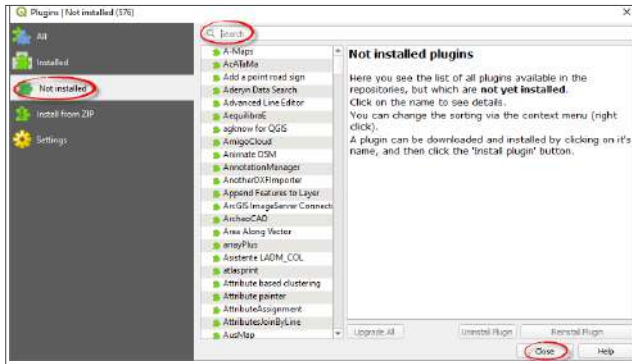 Plugins | Not installed (576)
All
Installed
Not installed
Install from ZIP
Settings
Search
A-Maps
AcATaMa
Add a point road sign
Aderyn Data Search
Advanced Line Editor
AequilibraE
agknow for QGIS
AmigoCloud
Animate OSM
AnnotationManager
AnotherDXFImporter
Append Features to Layer
ArcGIS ImageServer Connect
ArcheoCAD
Area Along Vector
arrayPlus
Asistente LADM_COL
atlasprint
Attribute based clustering
Attribute painter
AttributeAssignment
AttributesJoinByLine
AusMap
Not installed plugins
Here you see the list of all plugins available in the
repositories, but which are not yet installed.
Click on the name to see details.
You can change the sorting via the context menu (right
click).
A plugin can be downloaded and installed by clicking on it's
name, and then click the 'Install plugin' button.
Upgrade All
Uninstall Plugin
Reinstall Plugin
Close
Help